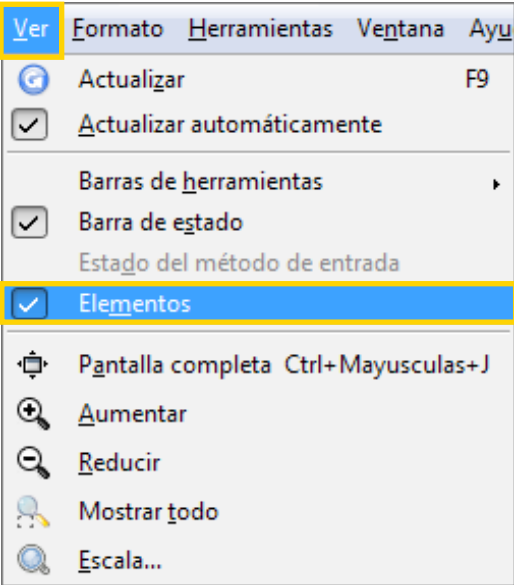 Ver Formato Herramientas Ventana Ayu
Actualizar F9
Actualizar automáticamente
Barras de herramientas
Barra de estado
Estado del método de entrada
Elementos
Pantalla completa Ctrl+Mayusculas+J
Aumentar
Reducir
Mostrar todo
Escala...